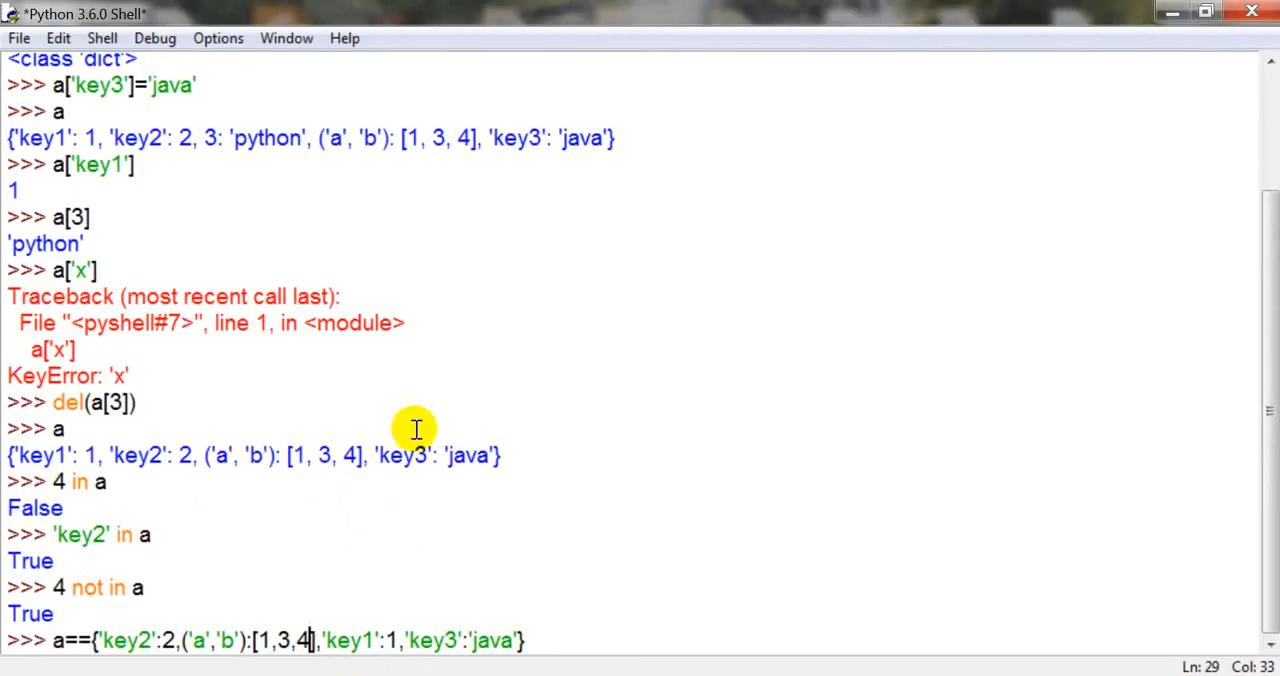 *Python 3.6.0 Shell*
File Edit Shell Debug Options Window Help
<class 'dict'>
>>> a['key3']='java'
>>> a
{'key1': 1, 'key2': 2, 3: 'python', ('a', 'b'): [1, 3, 4], 'key3': 'java'}
>>> a['key1']
1
>>> a[3]
'python'
>>> a['x']
Traceback (most recent call last):
  File "<pyshell#7>", line 1, in <module>
    a['x']
KeyError: 'x'
>>> del(a[3])
>>> a
{'key1': 1, 'key2': 2, ('a', 'b'): [1, 3, 4], 'key3': 'java'}
>>> 4 in a
False
>>> 'key2' in a
True
>>> 4 not in a
True
>>> a=={'key2':2,('a','b'):[1,3,4],'key1':1,'key3':'java'}
Ln: 29 Col: 33